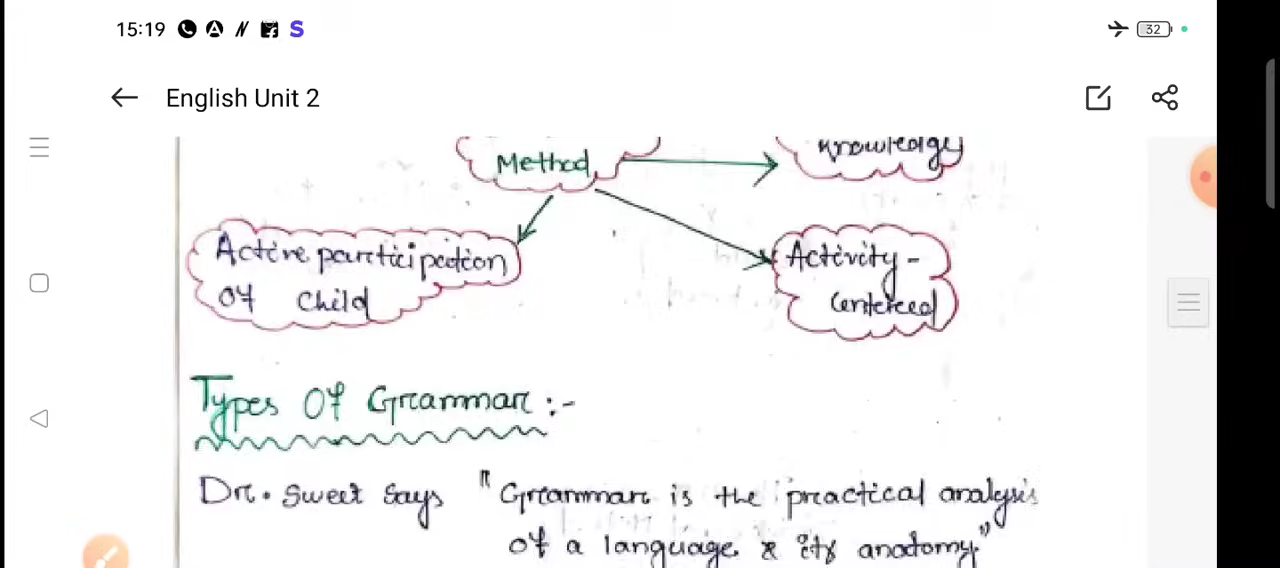 15:19
32
English Unit 2
Method
Knowledge
Active participation
of Child
Activity -
Centered
Types Of Grammar :-
Dr. Sweet Says "Grammar is the practical analysis
of a language & its anatomy"